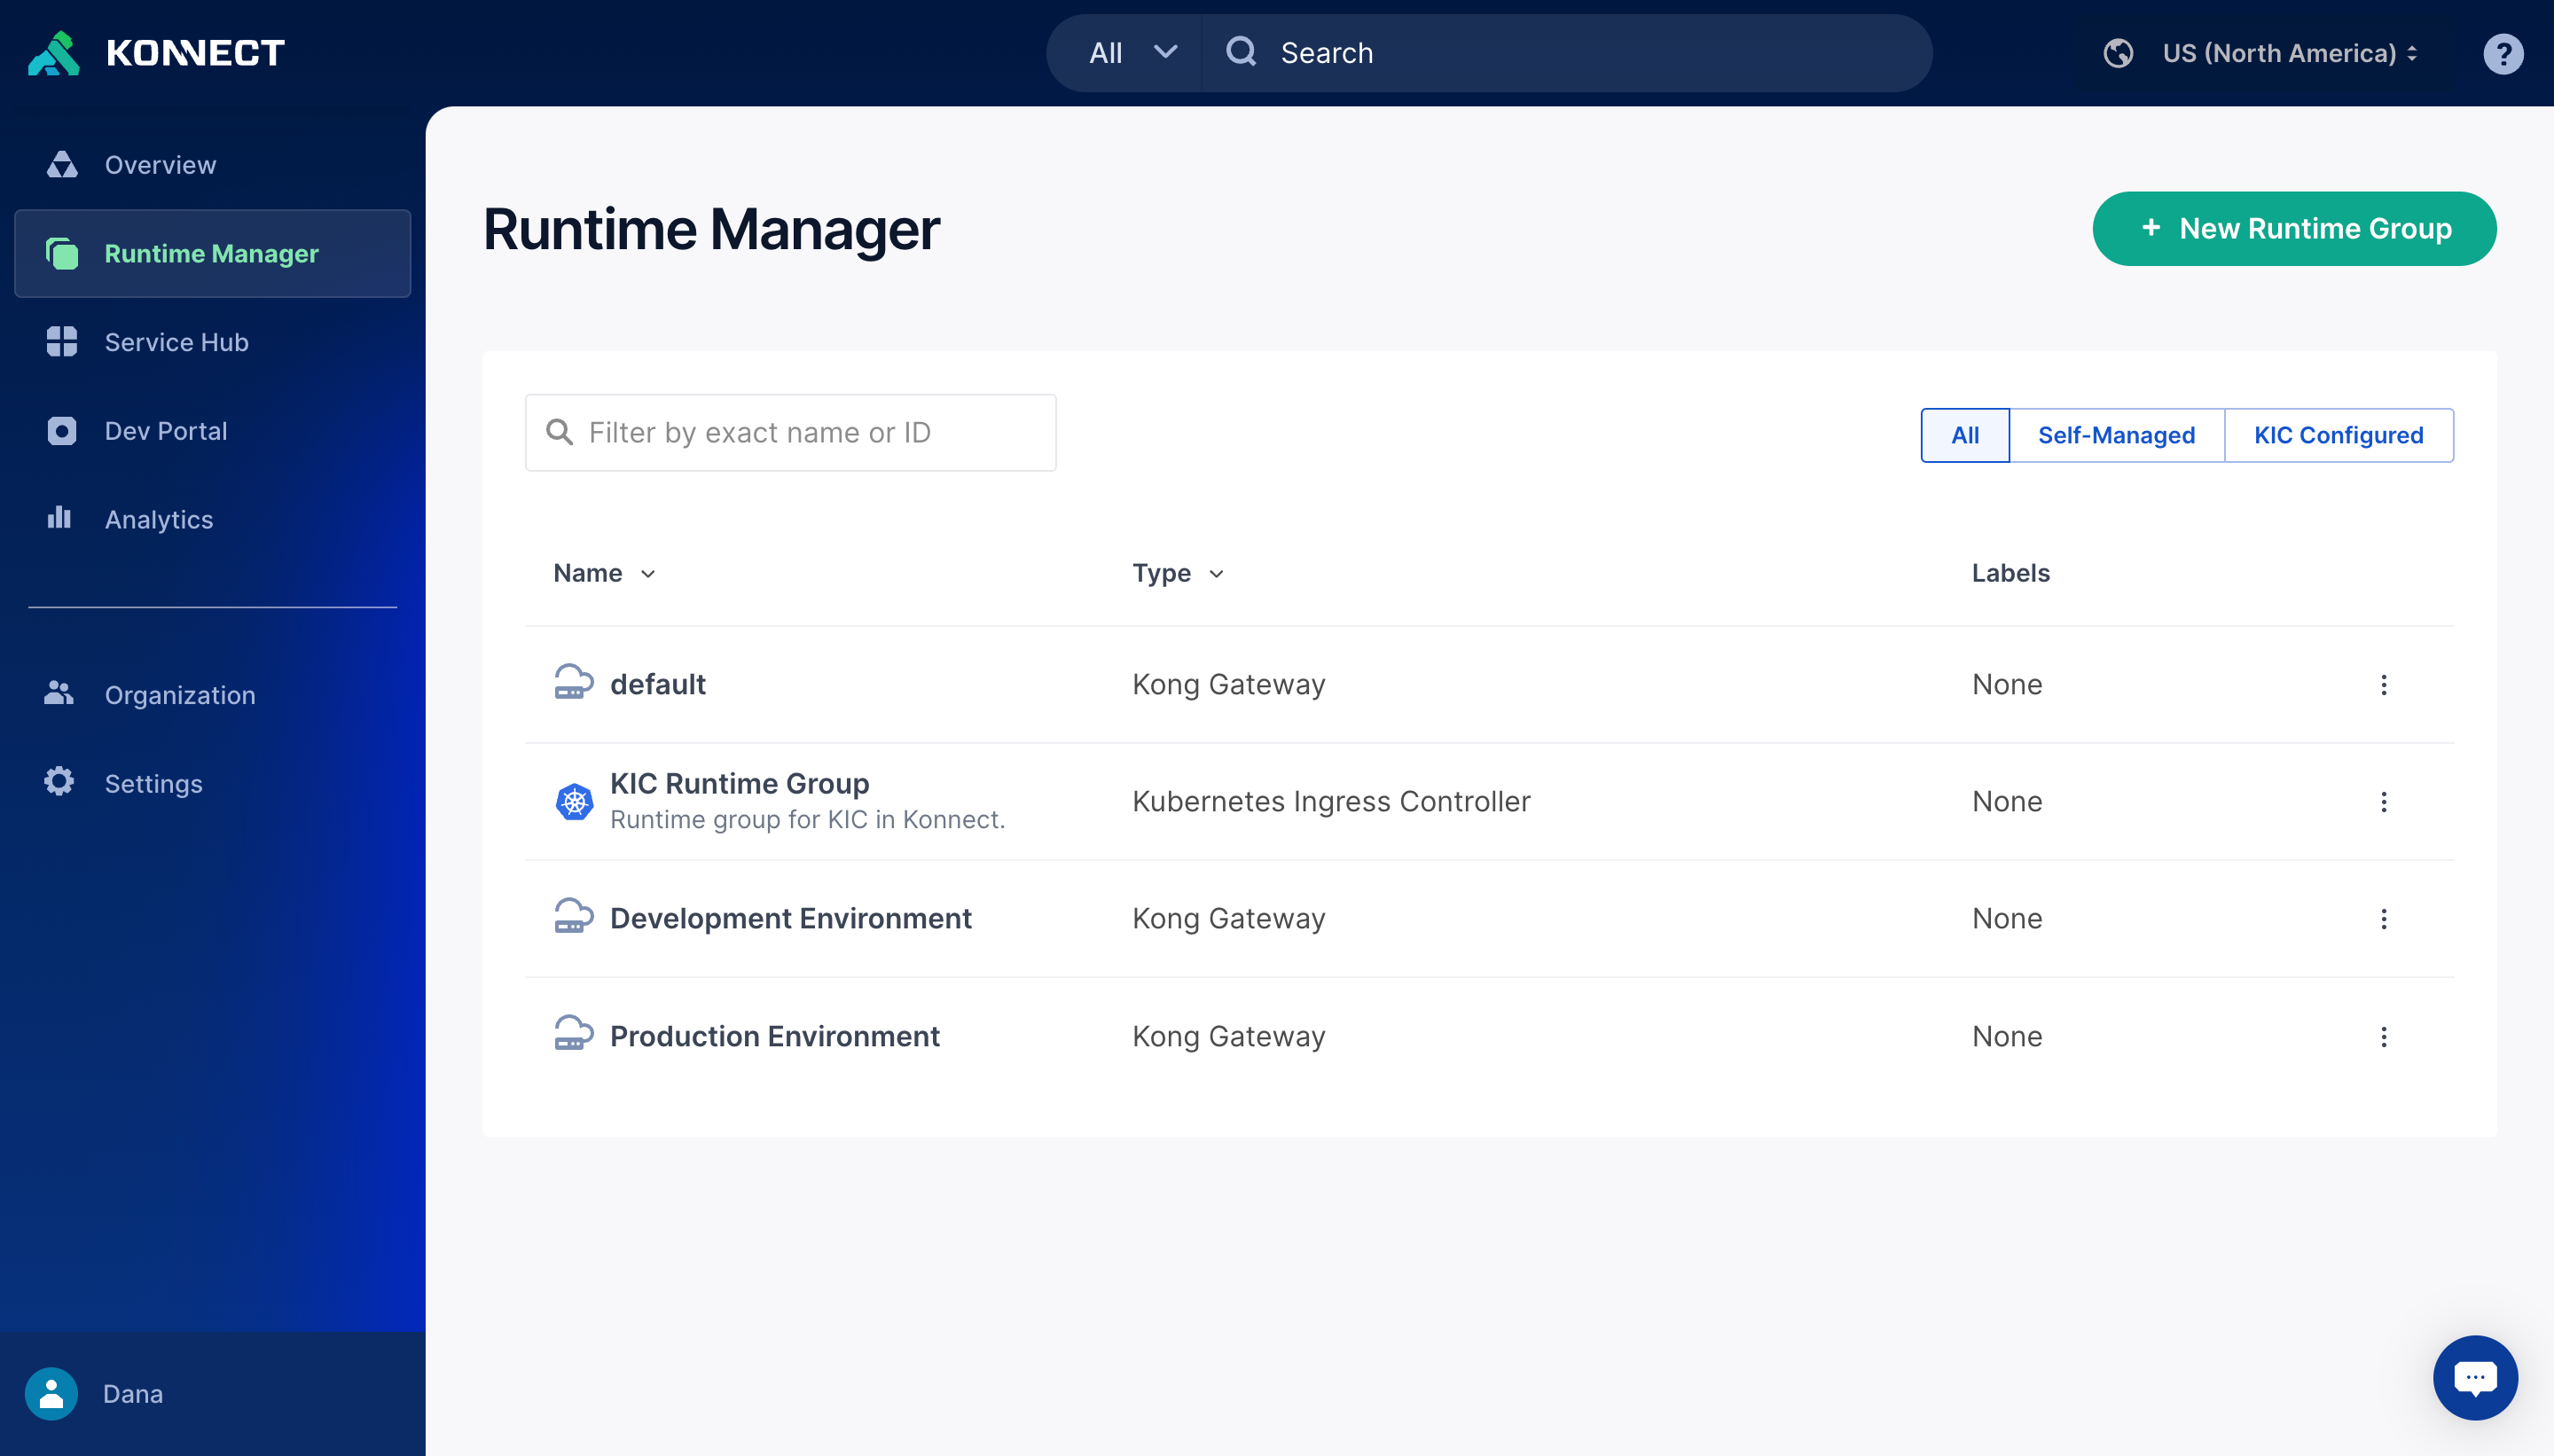 KONNECT
All
Search
US (North America)
?
Overview
Runtime Manager
Service Hub
Dev Portal
Analytics
Organization
Settings
Dana
Runtime Manager
+ New Runtime Group
Filter by exact name or ID
All
Self-Managed
KIC Configured
Name
Type
Labels
default
Kong Gateway
None
KIC Runtime Group
Runtime group for KIC in Konnect.
Kubernetes Ingress Controller
None
Development Environment
Kong Gateway
None
Production Environment
Kong Gateway
None